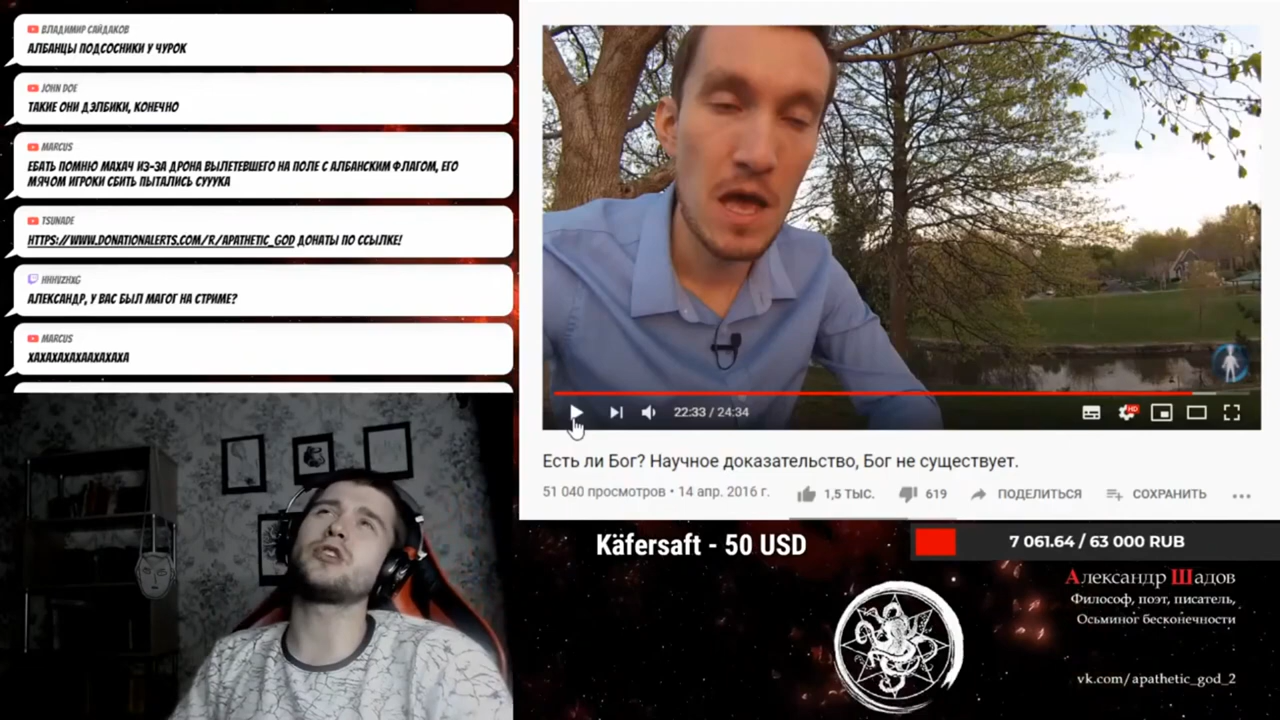 ВЛАДИМИР САЙДАКОВ
АЛБАНЦЫ ПОДСОСНИКИ У ЧУРОК
JOHN DOE
ТАКИЕ ОНИ ДЭЛБИКИ, КОНЕЧНО
MARCUS
ЕБАТЬ ПОМНЮ МАХАЧ ИЗ-ЗА ДРОНА ВЫЛЕТЕВШЕГО НА ПОЛЕ С АЛБАНСКИМ ФЛАГОМ, ЕГО
МЯЧОМ ИГРОКИ СБИТЬ ПЫТАЛИСЬ СУУУКА
TSUNADE
HTTPS://WWW.DONATIONALERTS.COM/R/APATHETIC_GOD ДОНАТЫ ПО ССЫЛКЕ!
HHHVZHXG
АЛЕКСАНДР, У ВАС БЫЛ МАГОГ НА СТРИМЕ?
MARCUS
ХАХАХАХАХААХАХАХА
22:33 / 24:34
HD
Есть ли Бог? Научное доказательство, Бог не существует.
51 040 просмотров • 14 апр. 2016 г.
1,5 ТЫС.
619
ПОДЕЛИТЬСЯ
СОХРАНИТЬ
Käfersaft - 50 USD
7 061.64 / 63 000 RUB
Александр Шадов
Философ, поэт, писатель,
Осьминог бесконечности
vk.com/apathetic_god_2